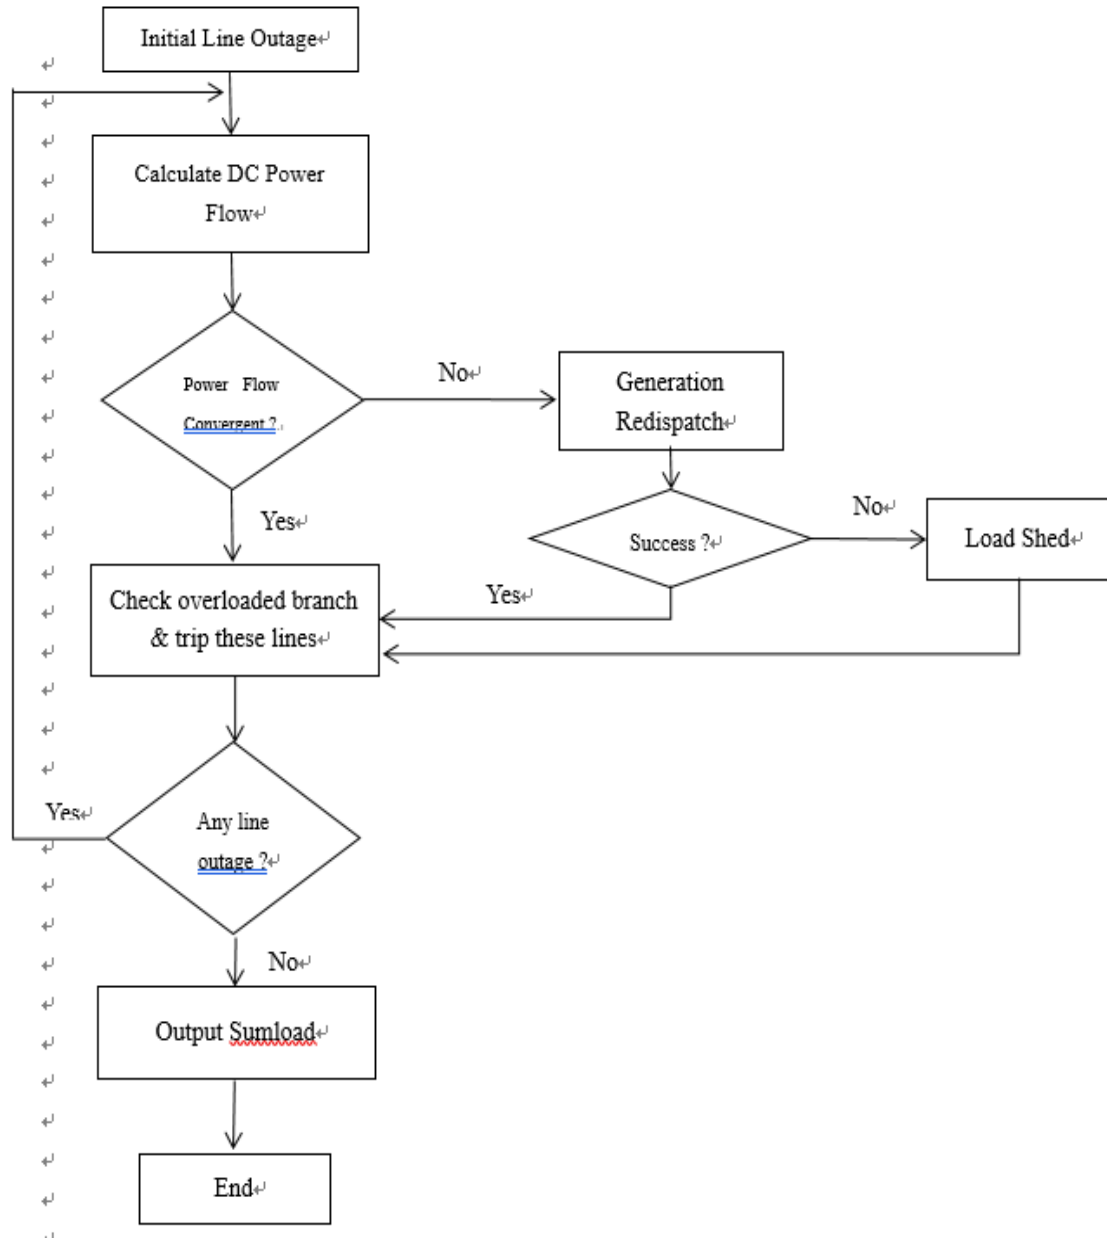 Initial Line Outage
Calculate DC Power
Flow
Power Flow
Convergent ?
No
Generation
Redispatch
Yes
Success ?
No
Load Shed
Yes
Check overloaded branch
& trip these lines
Yes
Any line
outage ?
No
Output Sumload
End